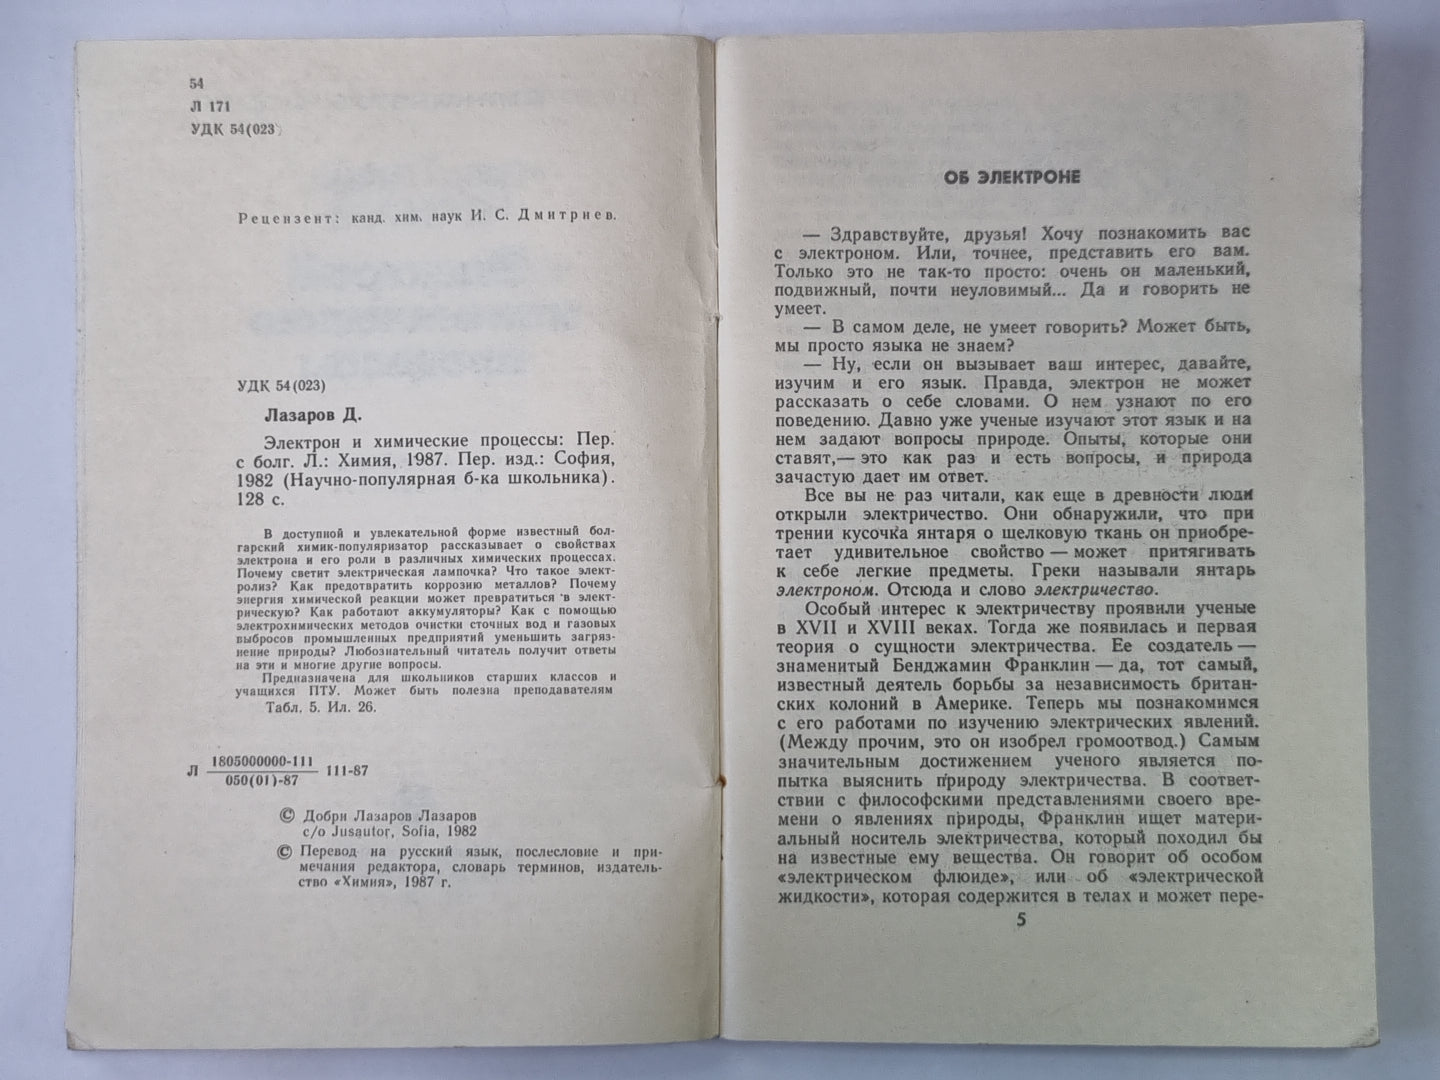 54
Л 171
УДК 54(023)
Рецензент: канд. хим. наук И. С. Дмитриев.
УДК 54(023)
Лазаров Д.
Электрон и химические процессы: Пер.
с болг. Л.: Химия, 1987. Пер. изд.: София,
1982 (Научно-популярная б-ка школьника).
128 с.
В доступной и увлекательной форме известный бол-
гарский химик-популяризатор рассказывает о свойствах
электрона и его роли в различных химических процессах.
Почему светит электрическая лампочка? Что такое элект-
ролиз? Как предотвратить коррозию металлов? Почему
энергия химической реакции может превратиться в элект-
рическую? Как работают аккумуляторы? Как с помощью
электрохимических методов очистки сточных вод и газовых
выбросов промышленных предприятий уменьшить загряз-
нение природы? Любознательный читатель получит ответы
на эти и многие другие вопросы.
Предназначена для школьников старших классов и
учащихся ПТУ. Может быть полезна преподавателям
Табл. 5. Ил. 26.
Л 1805000000-111 111-87
050(01)-87
© Добри Лазаров Лазаров
c/o Jusautor, Sofia, 1982
© Перевод на русский язык, послесловие и при-
мечания редактора, словарь терминов, издатель-
ство «Химия», 1987 г.
ОБ ЭЛЕКТРОНЕ
— Здравствуйте, друзья! Хочу познакомить вас
с электроном. Или, точнее, представить его вам.
Только это не так-то просто: очень он маленький,
подвижный, почти неуловимый... Да и говорить не
умеет.
— В самом деле, не умеет говорить? Может быть,
мы просто языка не знаем?
— Ну, если он вызывает ваш интерес, давайте,
изучим и его язык. Правда, электрон не может
рассказать о себе словами. О нем узнают по его
поведению. Давно уже ученые изучают этот язык и на
нем задают вопросы природе. Опыты, которые они
ставят,— это как раз и есть вопросы, и природа
зачастую дает им ответ.
Все вы не раз читали, как еще в древности люди
открыли электричество. Они обнаружили, что при
трении кусочка янтаря о шелковую ткань он приобре-
тает удивительное свойство — может притягивать
к себе легкие предметы. Греки называли янтарь
электроном. Отсюда и слово электричество.
Особый интерес к электричеству проявили ученые
в XVII и XVIII веках. Тогда же появилась и первая
теория о сущности электричества. Ее создатель —
знаменитый Бенджамин Франклин — да, тот самый,
известный деятель борьбы за независимость британ-
ских колоний в Америке. Теперь мы познакомимся
с его работами по изучению электрических явлений.
(Между прочим, это он изобрел громоотвод.) Самым
значительным достижением ученого является по-
пытка выяснить природу электричества. В соответ-
ствии с философскими представлениями своего вре-
мени о явлениях природы, Франклин ищет матери-
альный носитель электричества, который походил бы
на известные ему вещества. Он говорит об особом
«электрическом флюиде», или об «электрической
жидкости», которая содержится в телах и может пере-
5